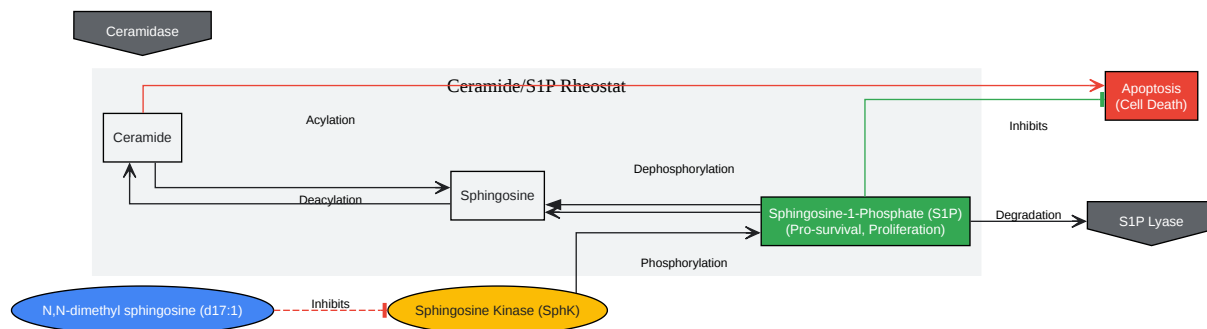 Ceramidase
Ceramide/S1P Rheostat
Apoptosis
(Cell Death)
Acylation
Inhibits
Ceramide
Dephosphorylation
Sphingosine
Deacylation
Sphingosine-1-Phosphate (S1P)
(Pro-survival, Proliferation)
Degradation
S1P Lyase
Phosphorylation
N,N-dimethyl sphingosine (d17:1)
Inhibits
Sphingosine Kinase (SphK)